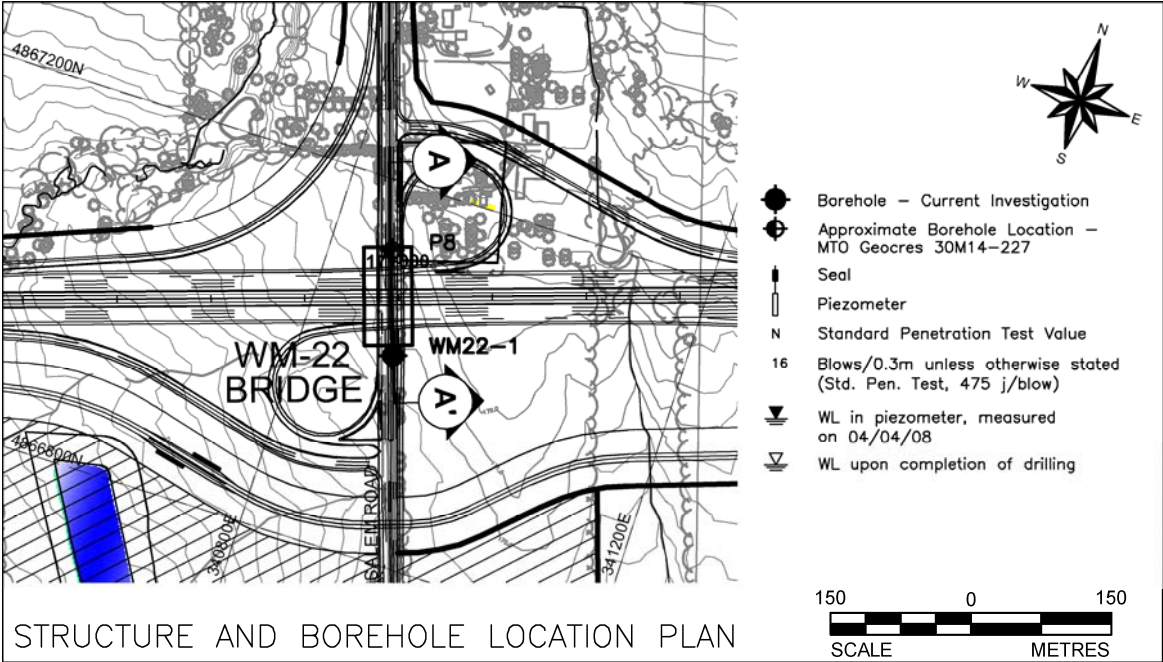 4867200N
A
P8
WM-22
BRIDGE
WM22-1
A'
4866800N
340800E
SALEM ROAD
341200E
STRUCTURE AND BOREHOLE LOCATION PLAN
N
W
E
S
Borehole – Current Investigation
Approximate Borehole Location –
MTO Geocres 30M14-227
Seal
Piezometer
N Standard Penetration Test Value
16 Blows/0.3m unless otherwise stated
(Std. Pen. Test, 475 j/blow)
WL in piezometer, measured
on 04/04/08
WL upon completion of drilling
150 0 150
SCALE METRES